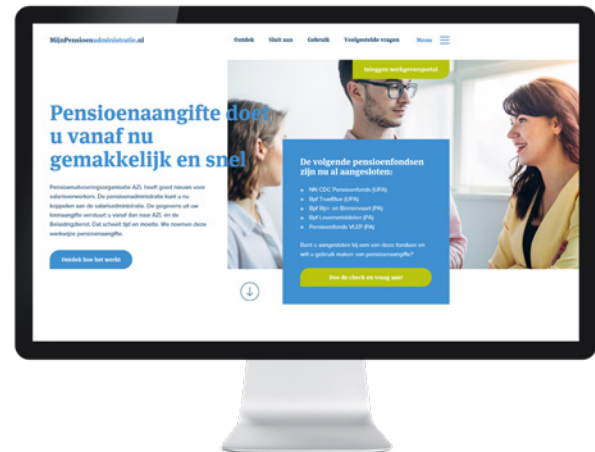 MijnPensioenadministratie.nl
Ontdek Sluit aan Gebruik Veelgestelde vragen Menu
Inloggen werkgeversportal
Pensioenaangifte doet
u vanaf nu
gemakkelijk en snel
Pensioenuitvoeringsorganisatie AZL heeft goed nieuws voor
salarisverwerkers. De pensioenadministratie kunt u nu
koppelen aan de salarisadministratie. De gegevens uit uw
loonaangifte verstuurt u vanaf dan naar AZL én de
Belastingdienst. Dat scheelt tijd en moeite. We noemen deze
werkwijze pensioenaangifte.
Ontdek hoe het werkt
De volgende pensioenfondsen
zijn nu al aangesloten:
NN CDC Pensioenfonds (UPA)
Bpf TrueBlue (UPA)
Bpf Rijn- en Binnenvaart (PA)
Bpf Levensmiddelen (PA)
Pensioenfonds VLEP (PA)
Bent u aangesloten bij een van deze fondsen en
wilt u gebruik maken van pensioenaangifte?
Doe de check en vraag aan!